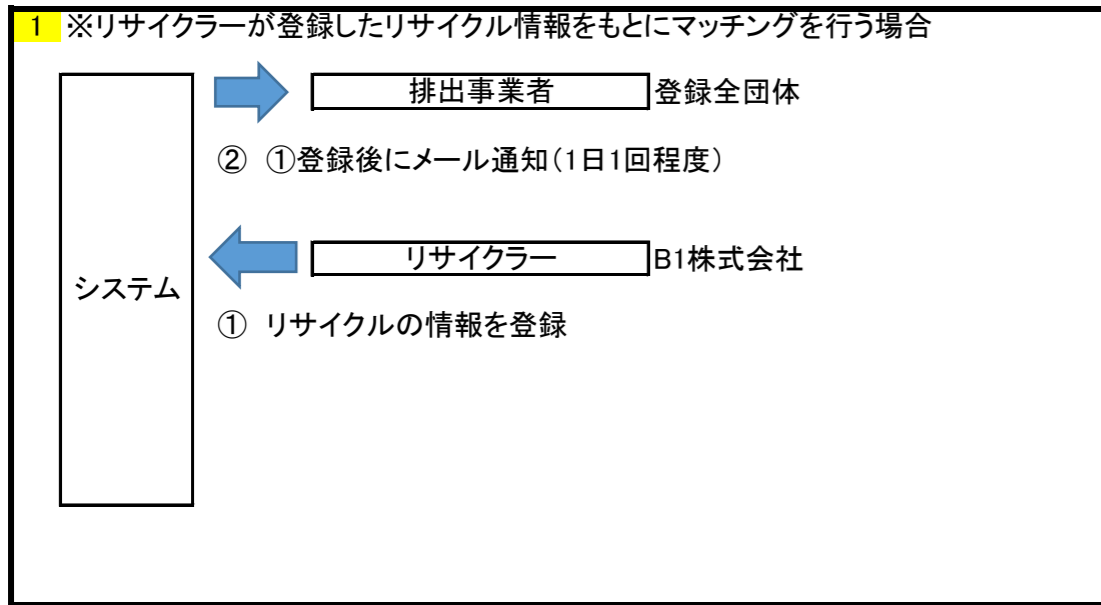 1 ※リサイクラーが登録したリサイクル情報をもとにマッチングを行う場合
排出事業者 登録全団体
② ①登録後にメール通知（1日1回程度）
リサイクラー B1株式会社
システム
① リサイクルの情報を登録